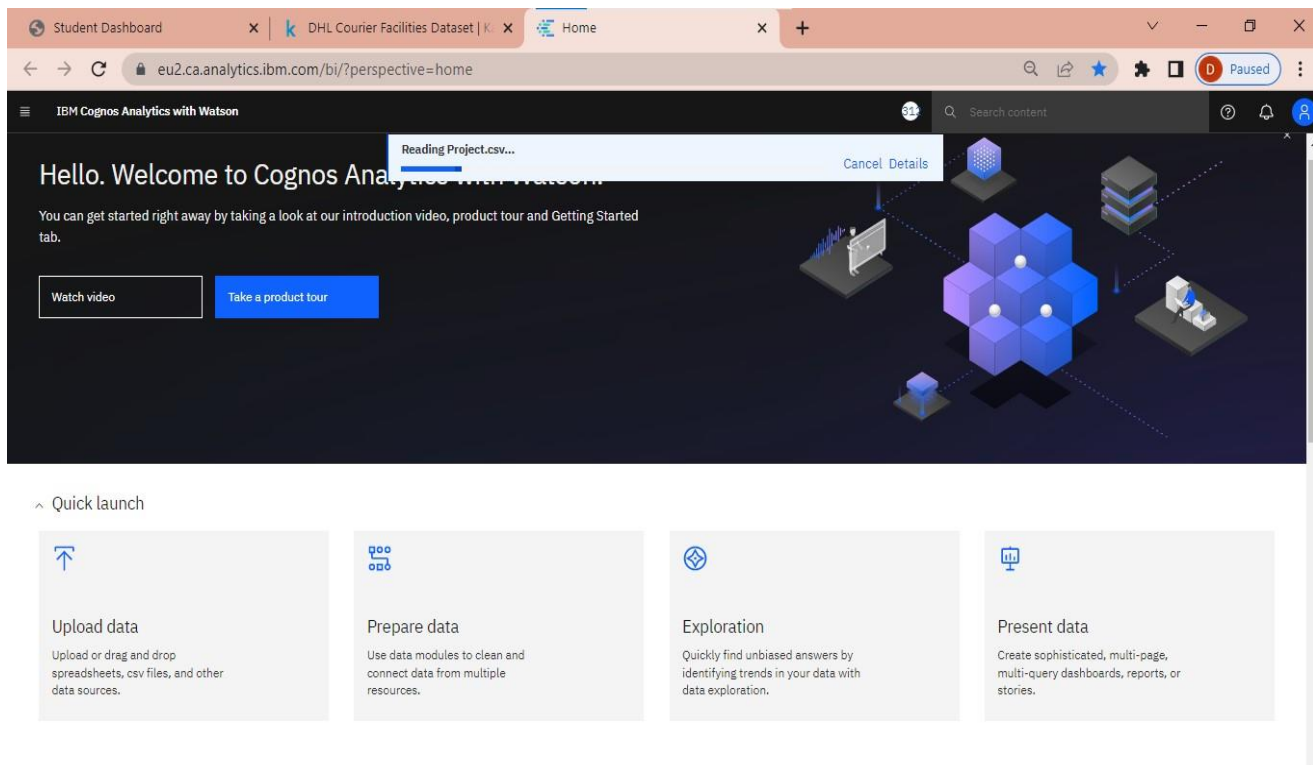 Student Dashboard
DHL Courier Facilities Dataset | K
Home
eu2.ca.analytics.ibm.com/bi/?perspective=home
D Paused
IBM Cognos Analytics with Watson
Search content
Reading Project.csv...
Cancel Details
Hello. Welcome to Cognos Analytics with Watson.
You can get started right away by taking a look at our introduction video, product tour and Getting Started
tab.
Watch video
Take a product tour
Quick launch
Upload data
Upload or drag and drop
spreadsheets, csv files, and other
data sources.
Prepare data
Use data modules to clean and
connect data from multiple
resources.
Exploration
Quickly find unbiased answers by
identifying trends in your data with
data exploration.
Present data
Create sophisticated, multi-page,
multi-query dashboards, reports, or
stories.